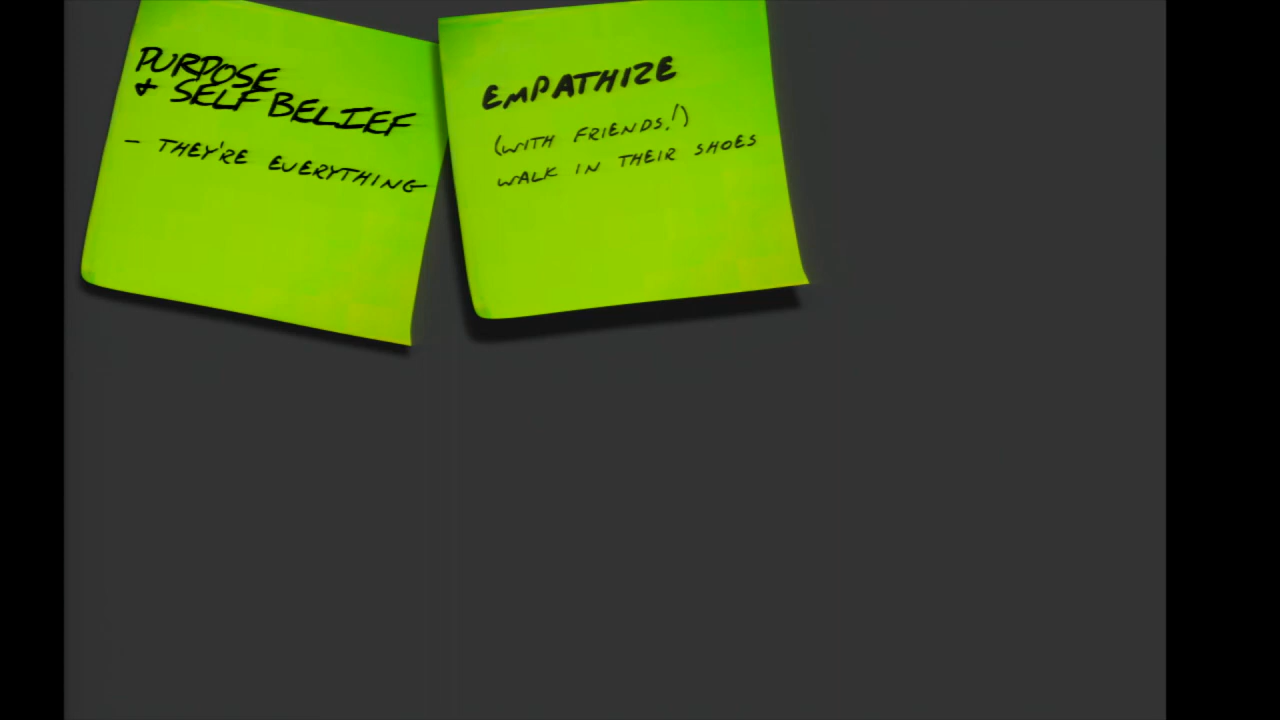 PURPOSE
& SELF BELIEF
- THEY'RE EVERYTHING
EMPATHIZE
(WITH FRIENDS!)
WALK IN THEIR SHOES